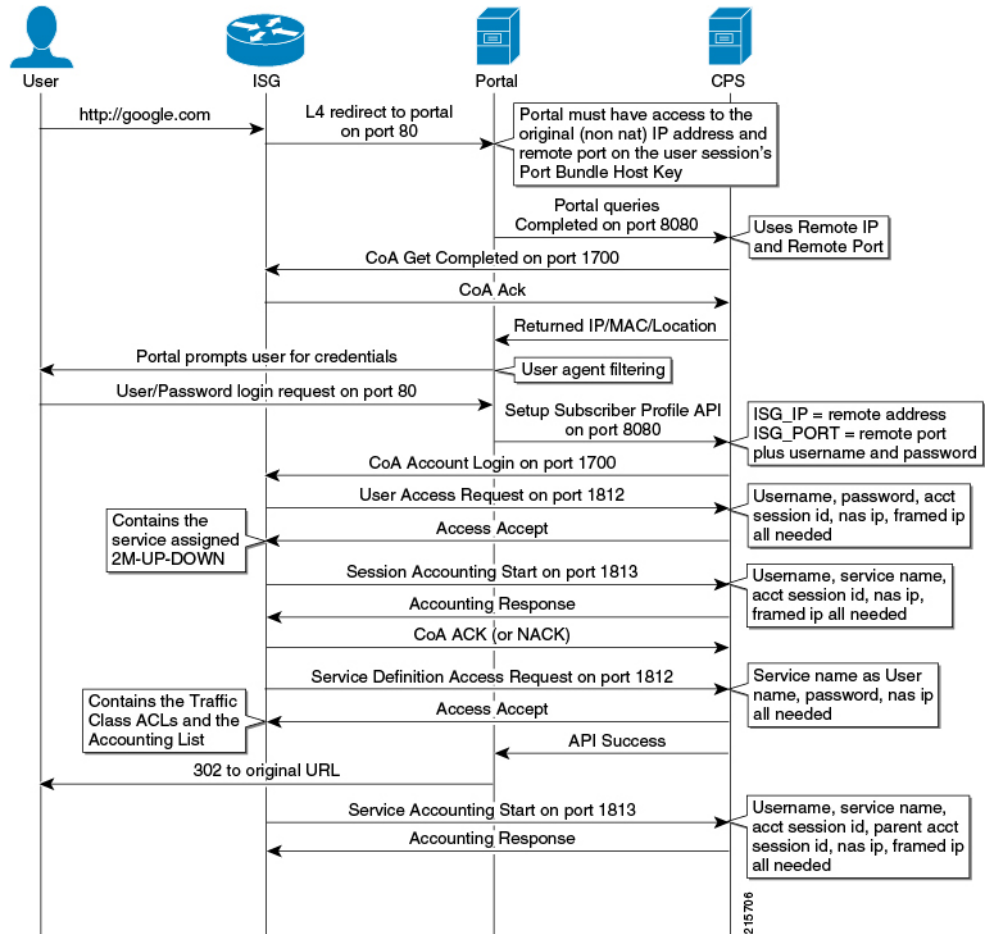 User
ISG
Portal
CPS
http://google.com
L4 redirect to portal
on port 80
Portal must have access to the
original (non nat) IP address and
remote port on the user session's
Port Bundle Host Key
Portal queries
Completed on port 8080
Uses Remote IP
and Remote Port
CoA Get Completed on port 1700
CoA Ack
Returned IP/MAC/Location
Portal prompts user for credentials
User agent filtering
User/Password login request on port 80
Setup Subscriber Profile API
on port 8080
ISG_IP = remote address
ISG_PORT = remote port
plus username and password
CoA Account Login on port 1700
User Access Request on port 1812
Username, password, acct
session id, nas ip, framed ip
all needed
Contains the
service assigned
2M-UP-DOWN
Access Accept
Session Accounting Start on port 1813
Username, service name,
acct session id, nas ip,
framed ip all needed
Accounting Response
CoA ACK (or NACK)
Service Definition Access Request on port 1812
Service name as User
name, password, nas ip
all needed
Contains the Traffic
Class ACLs and the
Accounting List
Access Accept
API Success
302 to original URL
Service Accounting Start on port 1813
Username, service name,
acct session id, parent acct
session id, nas ip, framed ip
all needed
Accounting Response
215706